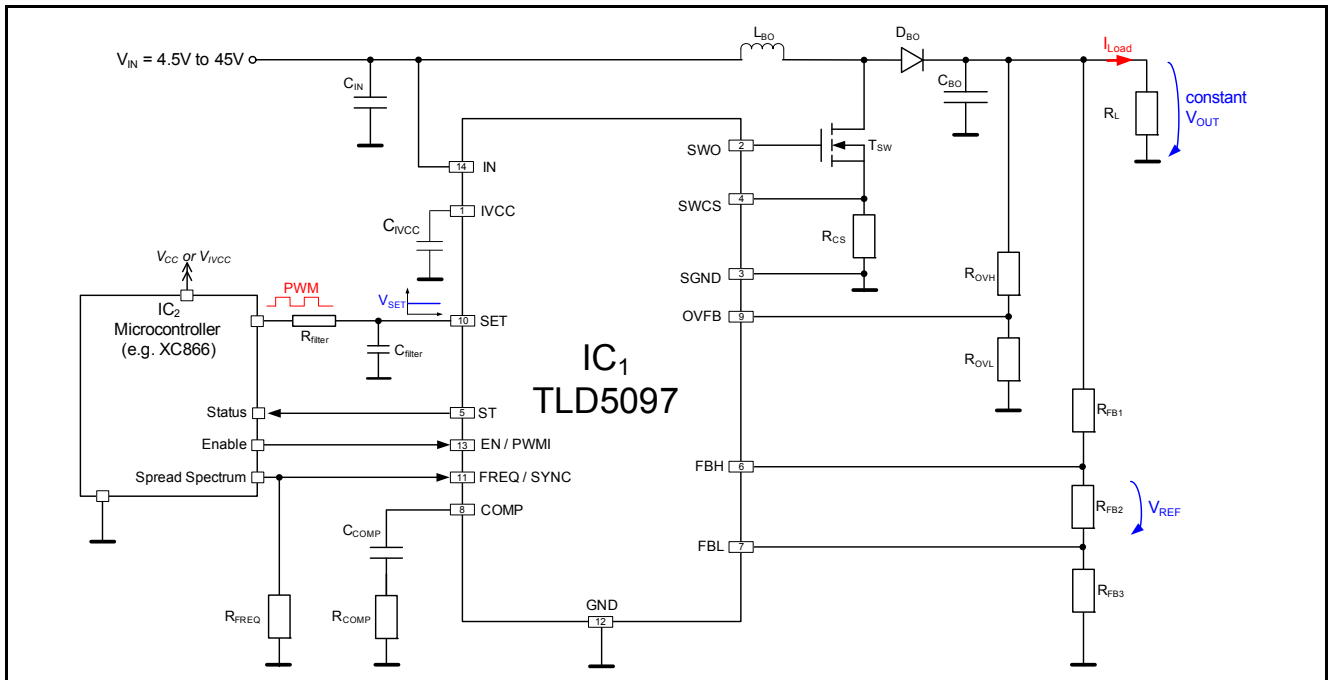 V_IN = 4.5V to 45V
L_BO
D_BO
I_Load
C_IN
C_BO
R_L
constant
V_OUT
SWO
2
T_SW
14
IN
SWCS
4
1
IVCC
C_IVCC
R_CS
V_CC or V_IVCC
SGND
3
R_OVH
PWM
V_SET
IC_2
Microcontroller
(e.g. XC866)
R_filter
10
SET
OVFB
9
C_filter
R_OVL
IC_1
TLD5097
Status
5
ST
R_FB1
Enable
13
EN / PWMI
Spread Spectrum
11
FREQ / SYNC
FBH
6
8
COMP
R_FB2
V_REF
C_COMP
FBL
7
R_FREQ
R_COMP
GND
12
R_FB3